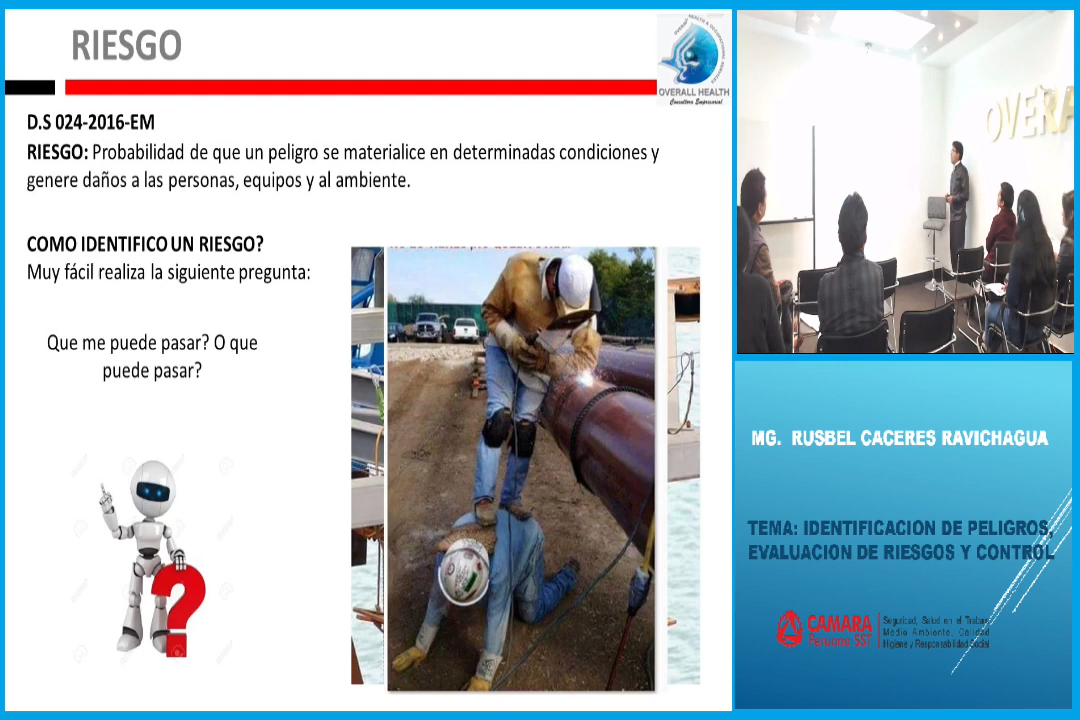 RIESGO
D.S 024-2016-EM
RIESGO: Probabilidad de que un peligro se materialice en determinadas condiciones y
genere daños a las personas, equipos y al ambiente.
COMO IDENTIFICO UN RIESGO?
Muy fácil realiza la siguiente pregunta:
Que me puede pasar? O que
puede pasar?
OVERALL HEALTH
Consultora Empresarial
OVERA
MG. RUSBEL CACERES RAVICHAGUA
TEMA: IDENTIFICACION DE PELIGROS,
EVALUACION DE RIESGOS Y CONTROL
CAMARA
Peruana SST
Seguridad, Salud en el Trabajo
Medio Ambiente, Calidad
Higiene y Responsabilidad Social